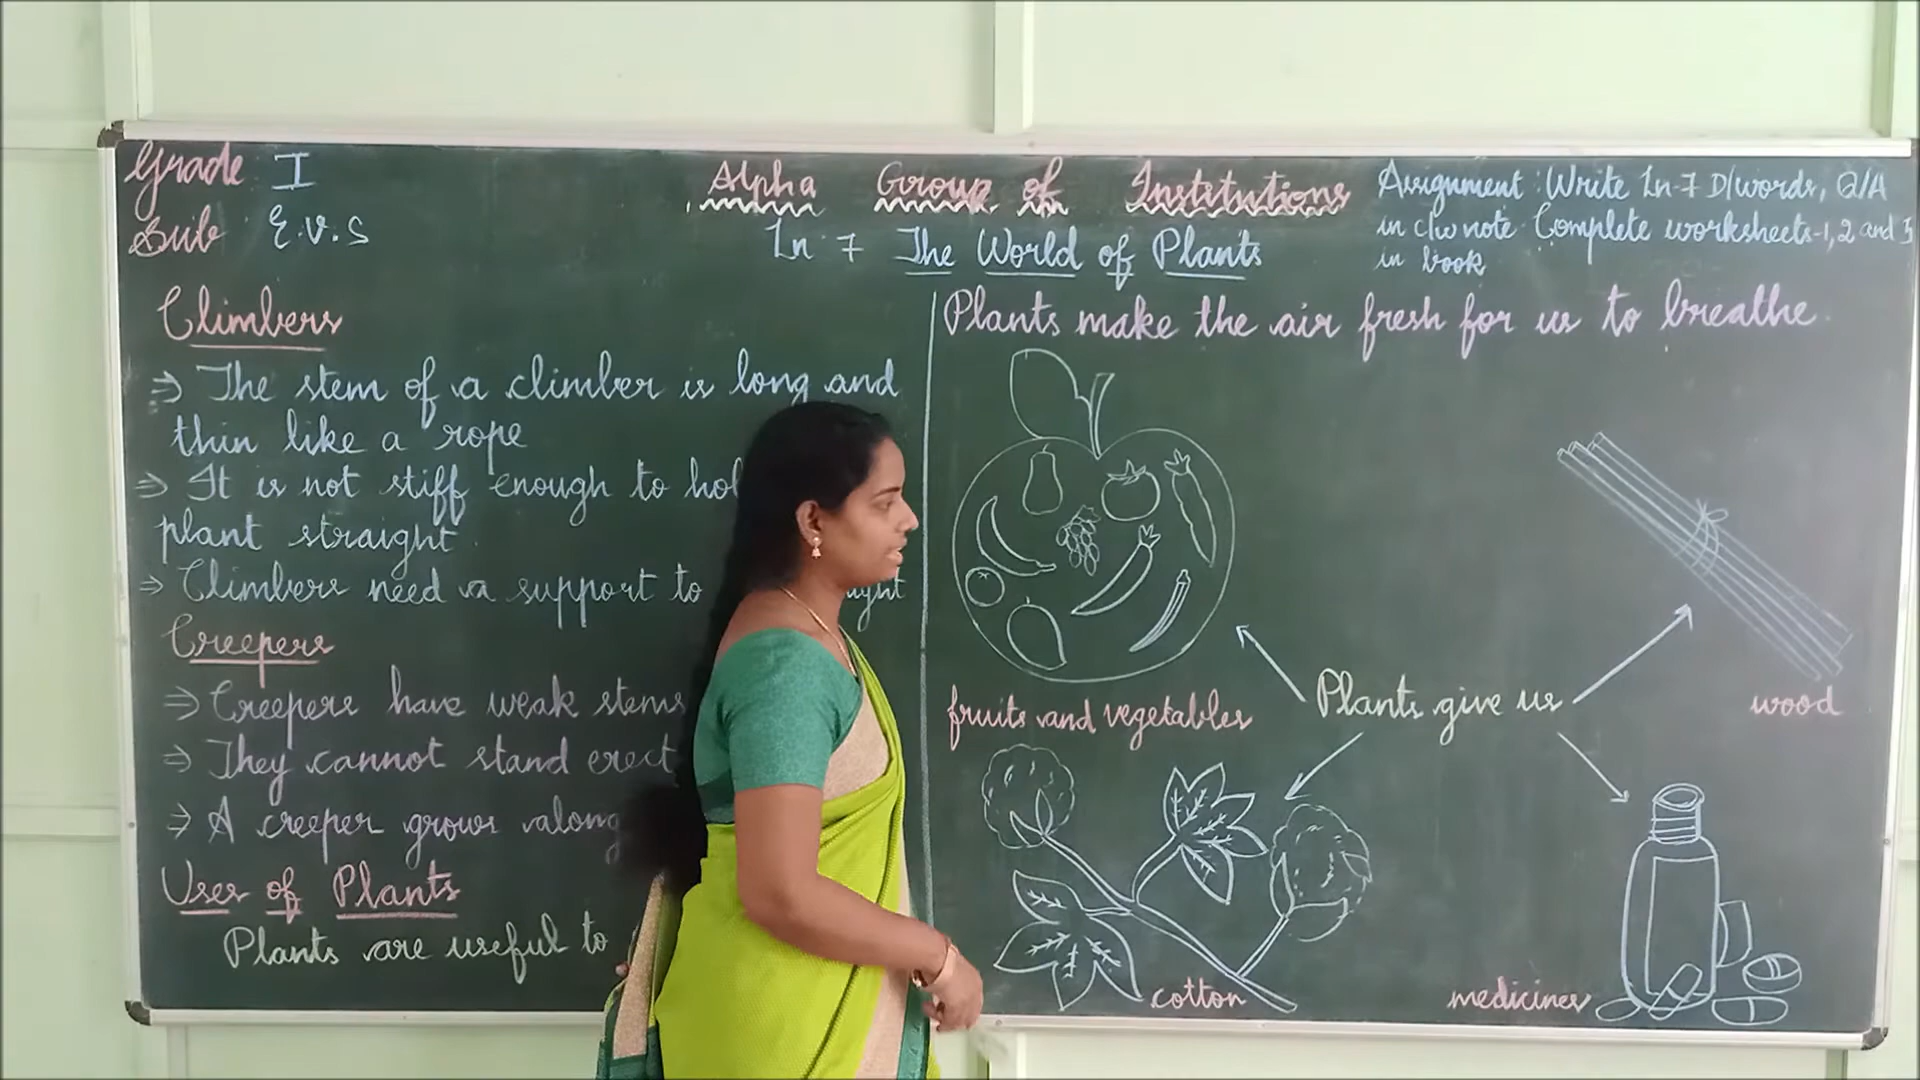 Grade I
Sub E.V.S
Alpha Group of Institutions
Ln 7 The World of Plants
Assignment: Write Ln-7 D/words, Q/A
in c/w note Complete worksheets-1, 2 and 3
in book
Climbers
⇒ The stem of a climber is long and
thin like a rope
⇒ It is not stiff enough to
plant straight.
⇒ Climbers need a support to
Creepers
⇒ Creepers have weak stems
⇒ They cannot stand erect
⇒ A creeper grows along
Uses of Plants
Plants are useful to
Plants make the air fresh for us to breathe.
Plants give us
fruits and vegetables
wood
cotton
medicines